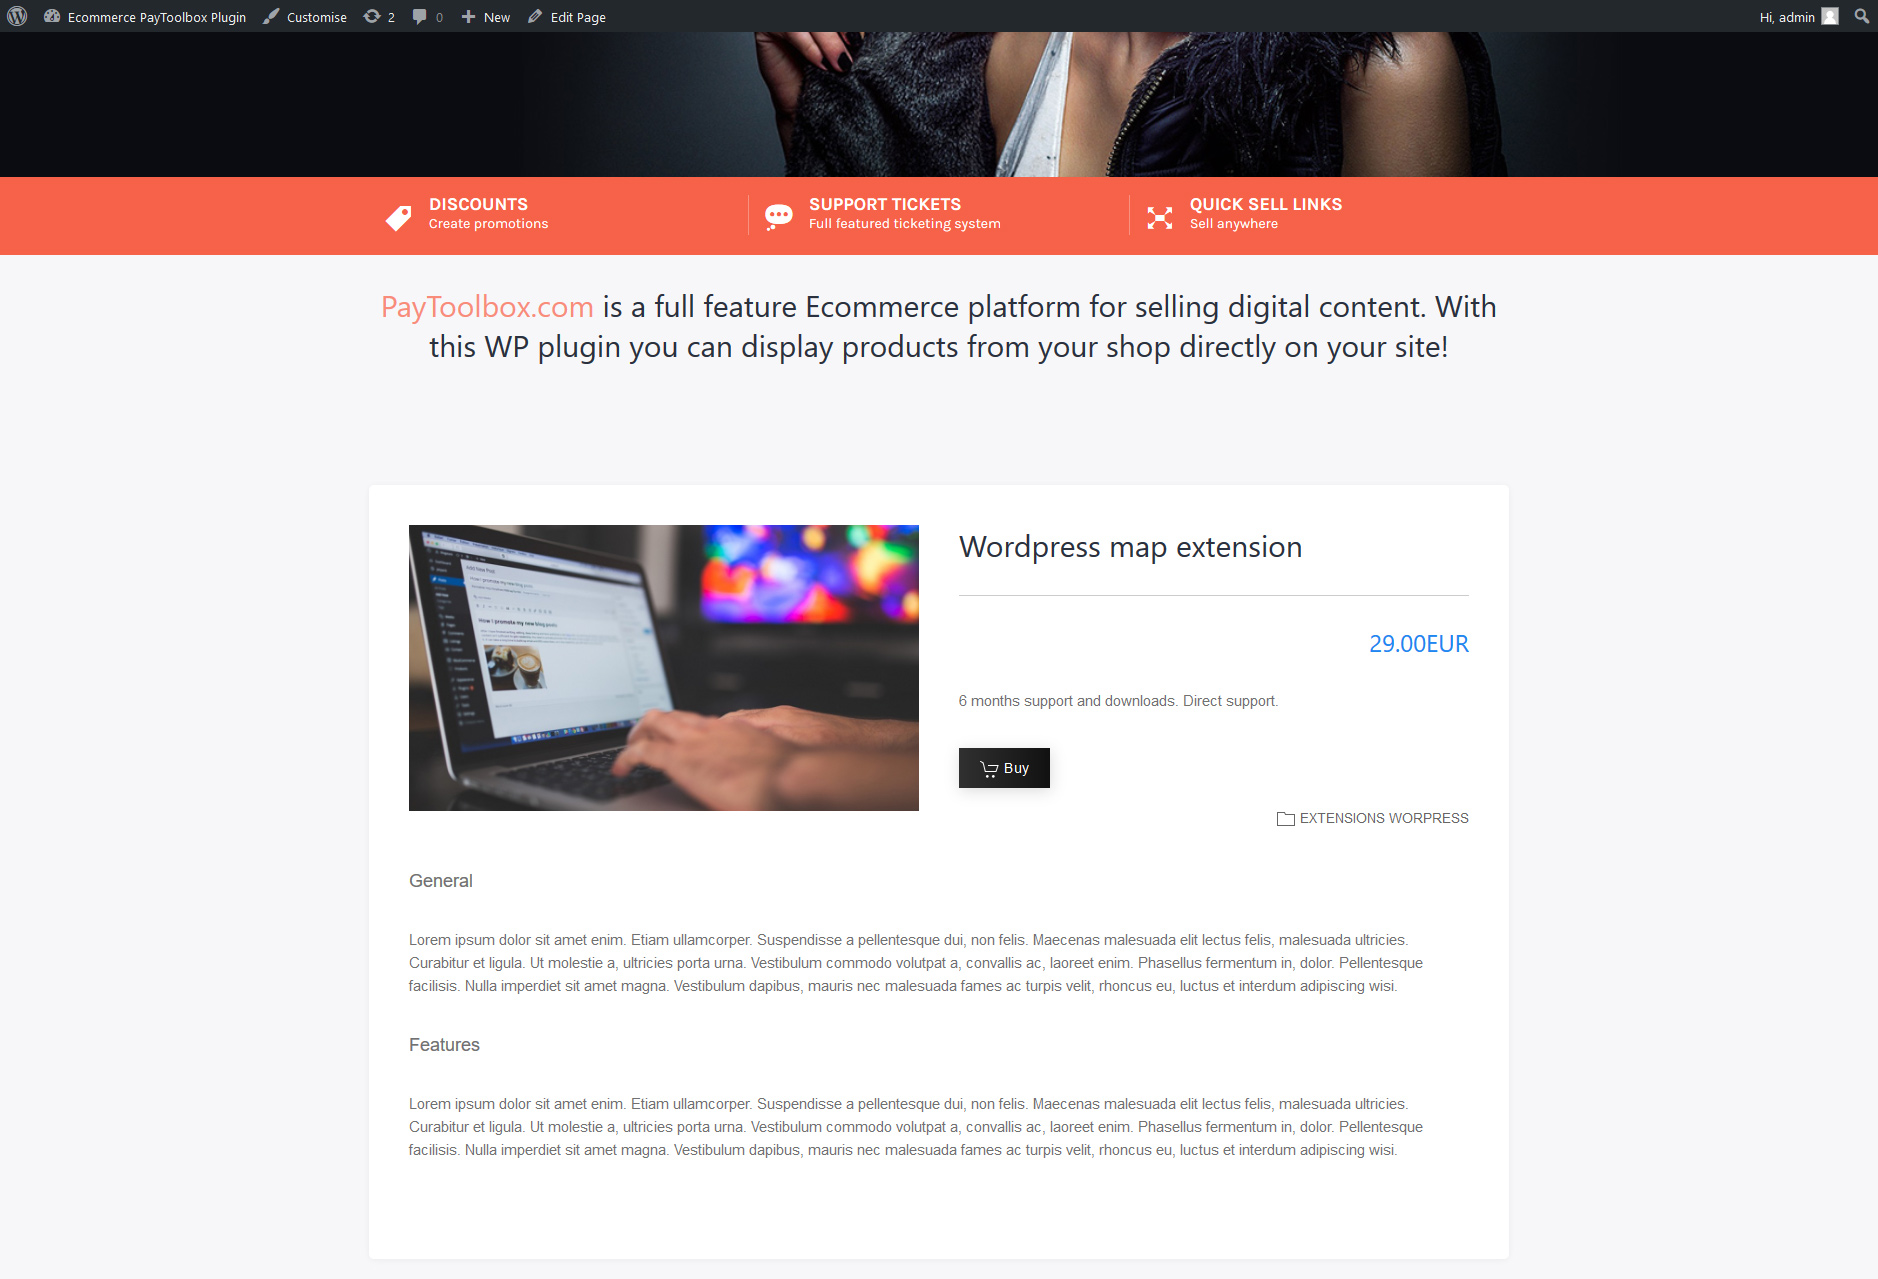 Ecommerce PayToolbox Plugin Customise 2 0 New Edit Page Hi, admin
DISCOUNTS
Create promotions
SUPPORT TICKETS
Full featured ticketing system
QUICK SELL LINKS
Sell anywhere
PayToolbox.com is a full feature Ecommerce platform for selling digital content. With
this WP plugin you can display products from your shop directly on your site!
Add New Post
How I promote my new blog posts
Wordpress map extension
29.00EUR
6 months support and downloads. Direct support.
Buy
EXTENSIONS WORPRESS
General
Lorem ipsum dolor sit amet enim. Etiam ullamcorper. Suspendisse a pellentesque dui, non felis. Maecenas malesuada elit lectus felis, malesuada ultricies.
Curabitur et ligula. Ut molestie a, ultricies porta urna. Vestibulum commodo volutpat a, convallis ac, laoreet enim. Phasellus fermentum in, dolor. Pellentesque
facilisis. Nulla imperdiet sit amet magna. Vestibulum dapibus, mauris nec malesuada fames ac turpis velit, rhoncus eu, luctus et interdum adipiscing wisi.
Features
Lorem ipsum dolor sit amet enim. Etiam ullamcorper. Suspendisse a pellentesque dui, non felis. Maecenas malesuada elit lectus felis, malesuada ultricies.
Curabitur et ligula. Ut molestie a, ultricies porta urna. Vestibulum commodo volutpat a, convallis ac, laoreet enim. Phasellus fermentum in, dolor. Pellentesque
facilisis. Nulla imperdiet sit amet magna. Vestibulum dapibus, mauris nec malesuada fames ac turpis velit, rhoncus eu, luctus et interdum adipiscing wisi.